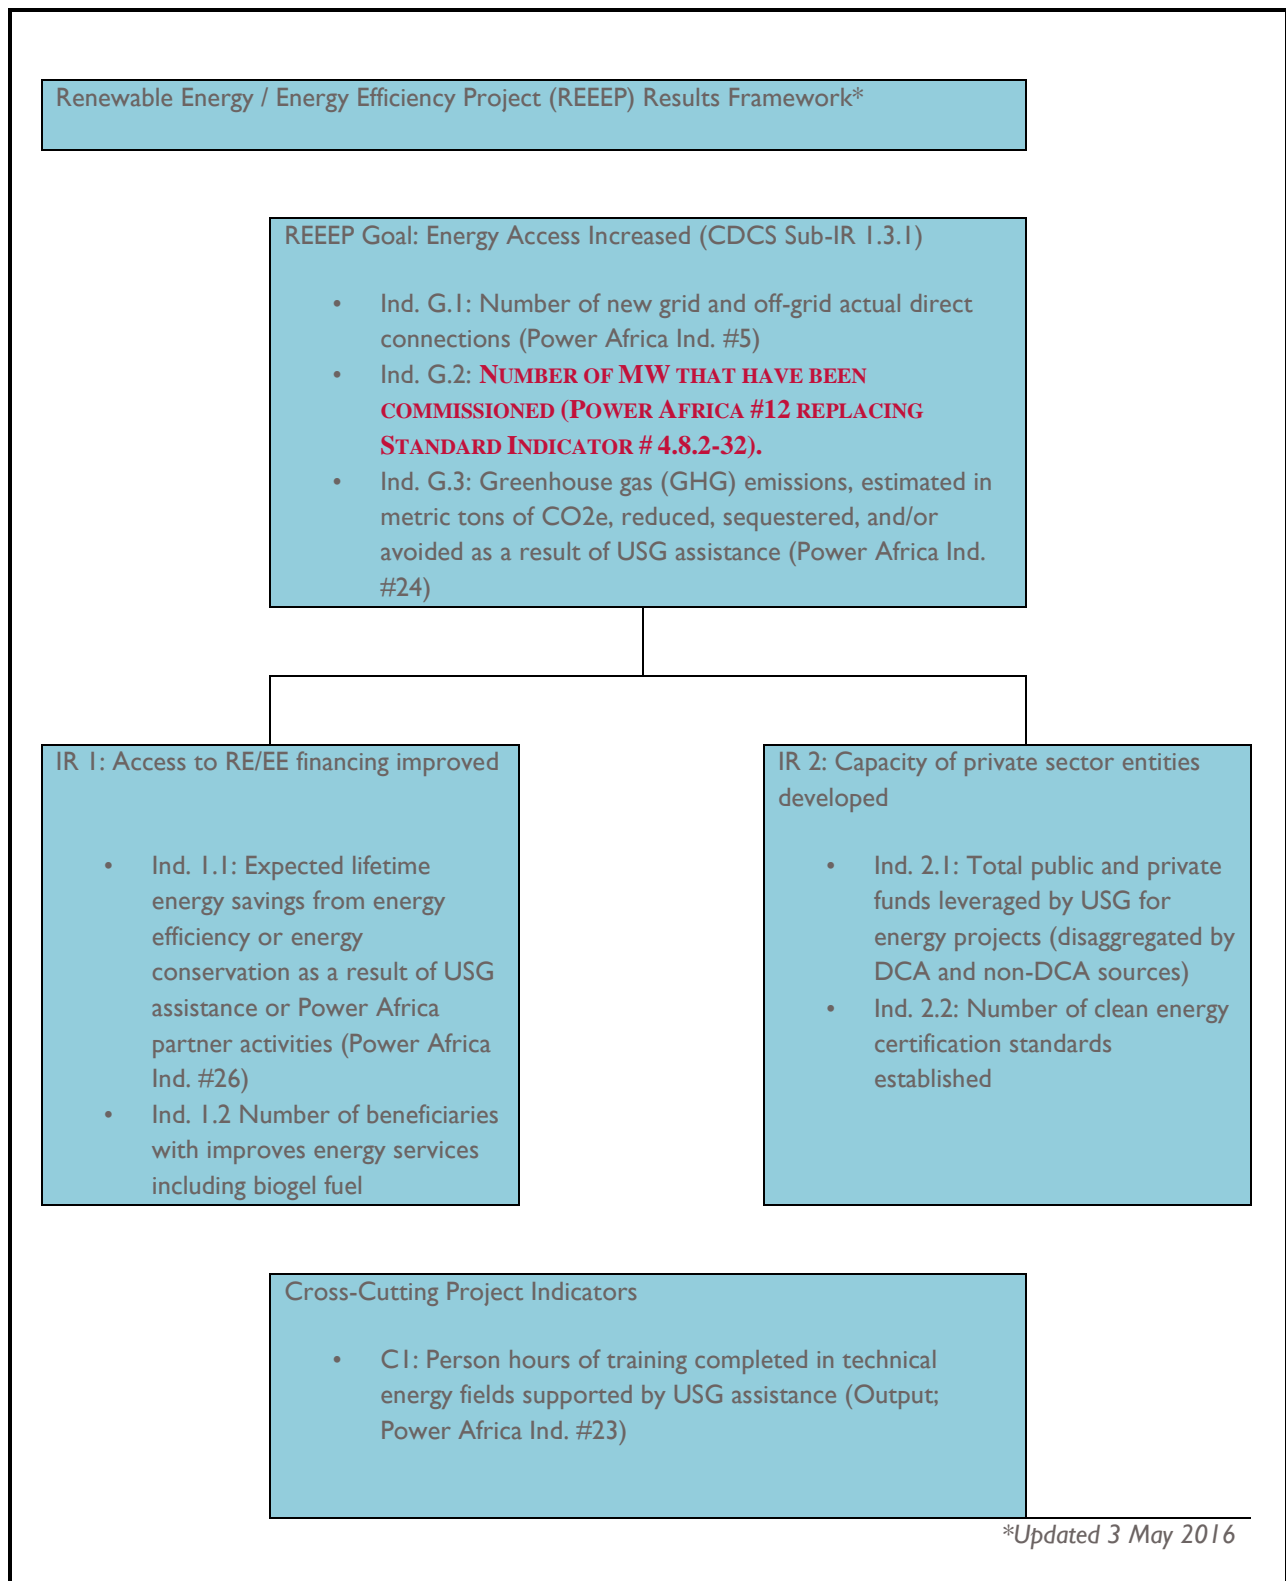 Renewable Energy / Energy Efficiency Project (REEEP) Results Framework*
REEEP Goal: Energy Access Increased (CDCS Sub-IR 1.3.1)
• Ind. G.1: Number of new grid and off-grid actual direct
connections (Power Africa Ind. #5)
• Ind. G.2: NUMBER OF MW THAT HAVE BEEN
COMMISSIONED (POWER AFRICA #12 REPLACING
STANDARD INDICATOR # 4.8.2-32).
• Ind. G.3: Greenhouse gas (GHG) emissions, estimated in
metric tons of CO2e, reduced, sequestered, and/or
avoided as a result of USG assistance (Power Africa Ind.
#24)
IR 1: Access to RE/EE financing improved
• Ind. 1.1: Expected lifetime
energy savings from energy
efficiency or energy
conservation as a result of USG
assistance or Power Africa
partner activities (Power Africa
Ind. #26)
• Ind. 1.2 Number of beneficiaries
with improves energy services
including biogel fuel
IR 2: Capacity of private sector entities
developed
• Ind. 2.1: Total public and private
funds leveraged by USG for
energy projects (disaggregated by
DCA and non-DCA sources)
• Ind. 2.2: Number of clean energy
certification standards
established
Cross-Cutting Project Indicators
• C1: Person hours of training completed in technical
energy fields supported by USG assistance (Output;
Power Africa Ind. #23)
*Updated 3 May 2016